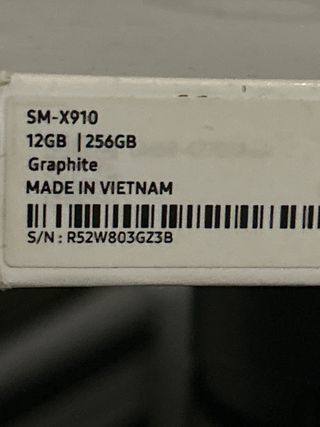 SM-X910
12GB | 256GB
Graphite
MADE IN VIETNAM
S/N : R52W803GZ3B